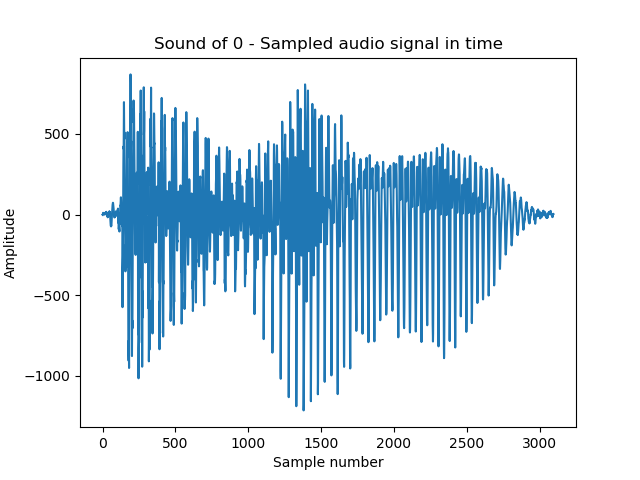 Sound of 0 - Sampled audio signal in time
Amplitude
500
0
−500
−1000
0 500 1000 1500 2000 2500 3000
Sample number